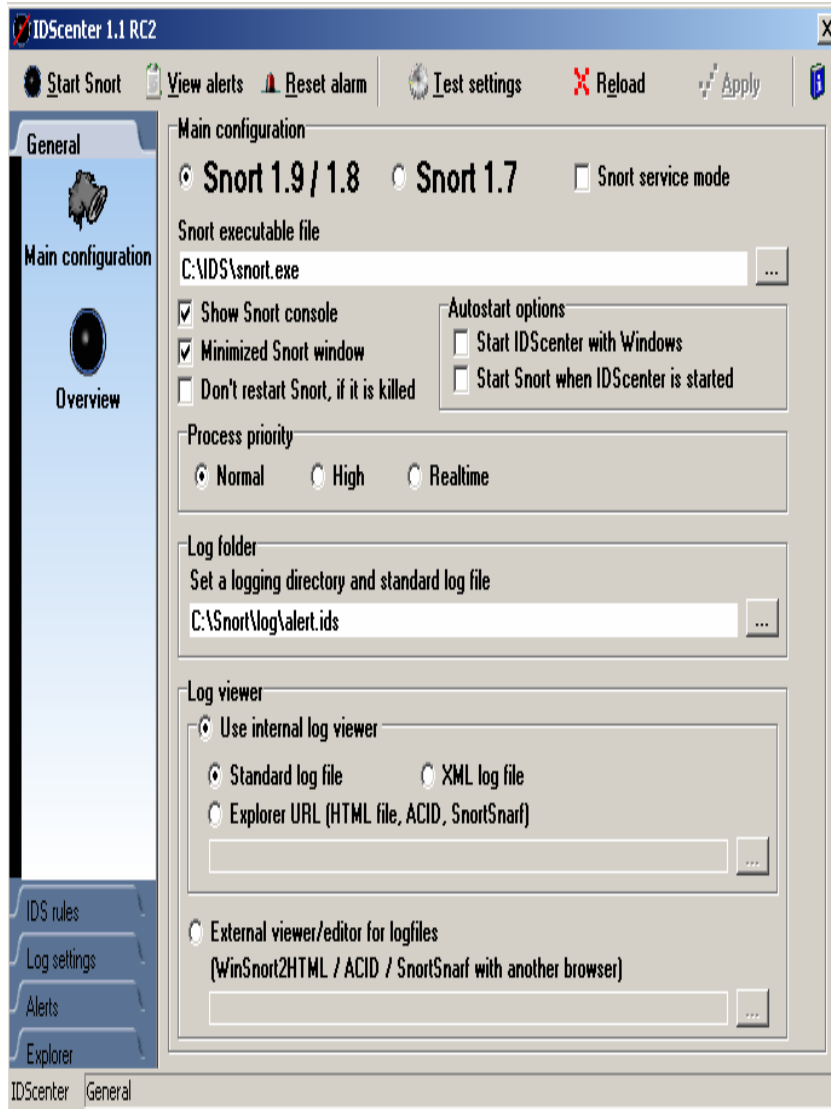 IDScenter 1.1 RC2
Start Snort View alerts Reset alarm Test settings Reload Apply
General
Main configuration
Overview
IDS rules
Log settings
Alerts
Explorer
Main configuration
Snort 1.9 / 1.8 Snort 1.7 Snort service mode
Snort executable file
C:\IDS\snort.exe ...
Show Snort console
Minimized Snort window
Don't restart Snort, if it is killed
Autostart options
Start IDScenter with Windows
Start Snort when IDScenter is started
Process priority
Normal High Realtime
Log folder
Set a logging directory and standard log file
C:\Snort\log\alert.ids ...
Log viewer
Use internal log viewer
Standard log file XML log file
Explorer URL (HTML file, ACID, SnortSnarf)
...
External viewer/editor for logfiles
(WinSnort2HTML / ACID / SnortSnarf with another browser)
...
IDScenter General